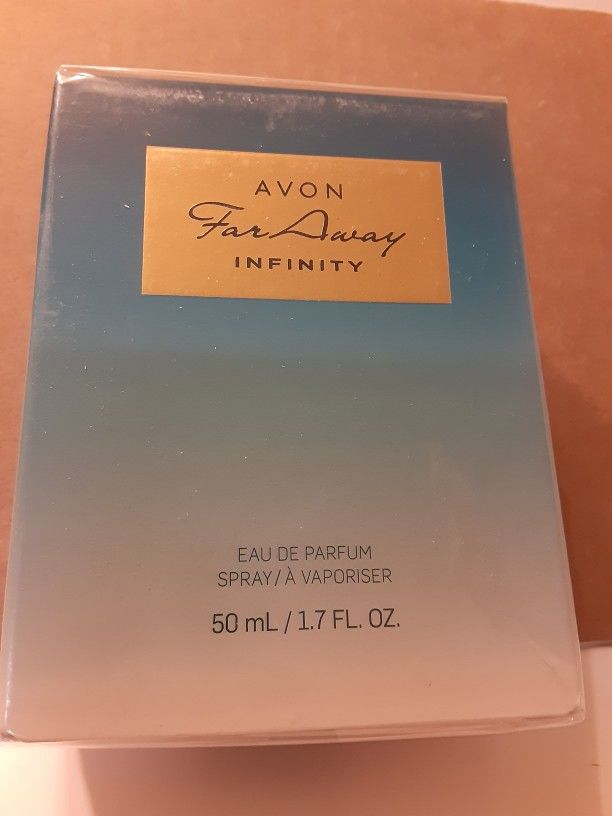 AVON
Far Away
INFINITY
EAU DE PARFUM
SPRAY/À VAPORISER
50 mL / 1.7 FL. OZ.